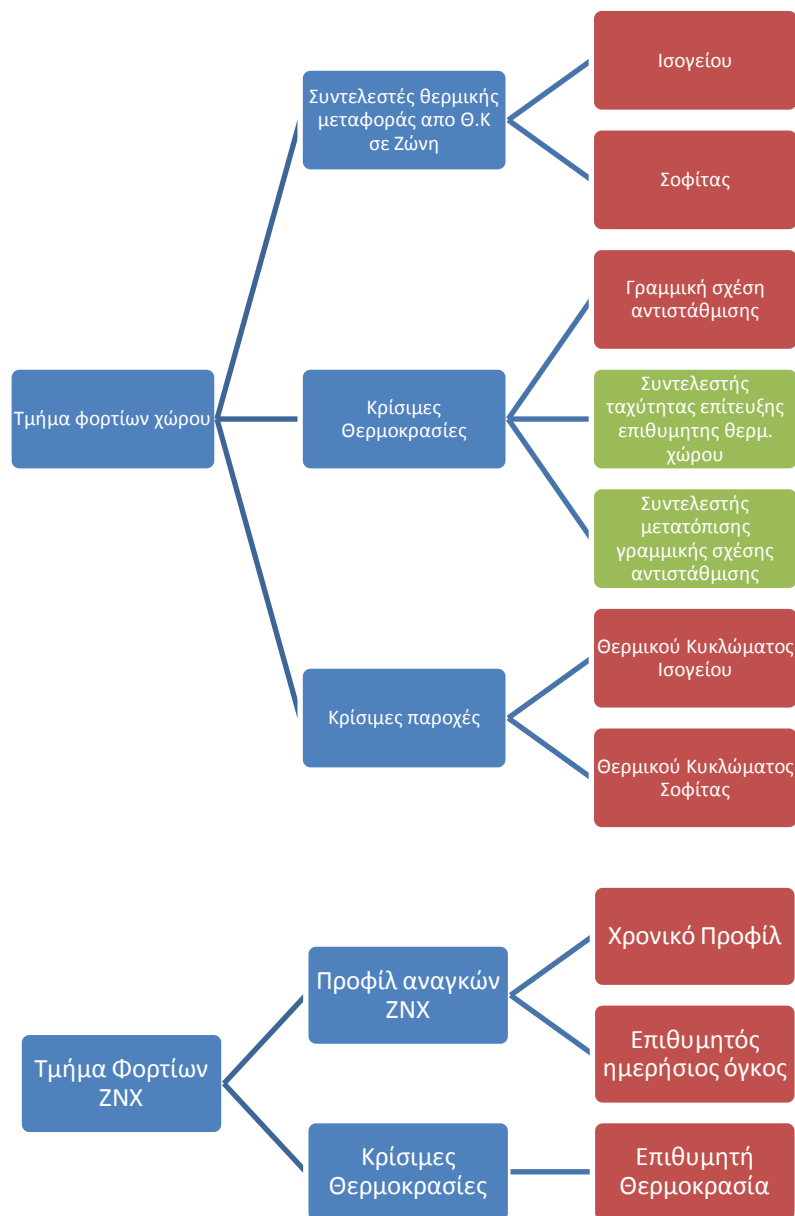 Τμήμα φορτίων χώρου
Συντελεστές θερμικής
μεταφοράς απο Θ.Κ
σε Ζώνη
Ισογείου
Σοφίτας
Κρίσιμες
Θερμοκρασίες
Γραμμική σχέση
αντιστάθμισης
Συντελεστής
ταχύτητας επίτευξης
επιθυμητης θερμ.
χώρου
Συντελεστής
μετατόπισης
γραμμικής σχέσης
αντιστάθμισης
Κρίσιμες παροχές
Θερμικού Κυκλώματος
Ισογείου
Θερμικού Κυκλώματος
Σοφίτας
Τμήμα Φορτίων
ΖΝΧ
Προφίλ αναγκών
ΖΝΧ
Χρονικό Προφίλ
Επιθυμητός
ημερήσιος όγκος
Κρίσιμες
Θερμοκρασίες
Επιθυμητή
Θερμοκρασία